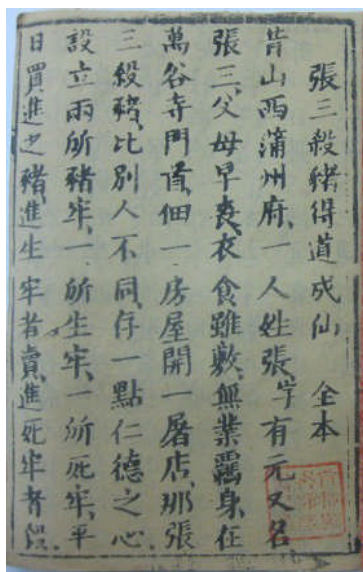 張三殺豬得道成仙 全本
昔山西蒲州府一人姓張字有元又名
張三父母早喪衣食雖敷無業羈身在
萬谷寺門首佃一房屋開一屠店那張
三殺豬比別人不同存一點仁德之心
設立兩所豬牢一所生牢一所死牢平
日買進之豬進生牢者賣進死牢者